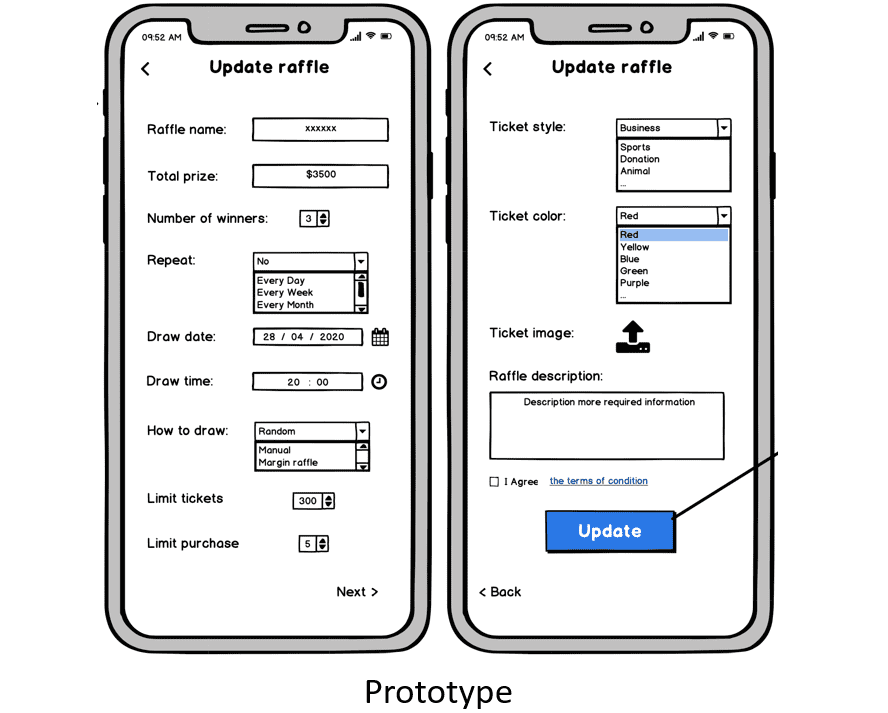 09:52 AM
Update raffle
Raffle name: xxxxxx
Total prize: $3500
Number of winners: 3
Repeat: No
Every Day
Every Week
Every Month
Draw date: 28 / 04 / 2020
Draw time: 20 : 00
How to draw: Random
Manual
Margin raffle
Limit tickets 300
Limit purchase 5
Next >
09:52 AM
Update raffle
Ticket style: Business
Sports
Donation
Animal
...
Ticket color: Red
Red
Yellow
Blue
Green
Purple
...
Ticket image:
Raffle description:
Description more required information
I Agree the terms of condition
Update
< Back
Prototype